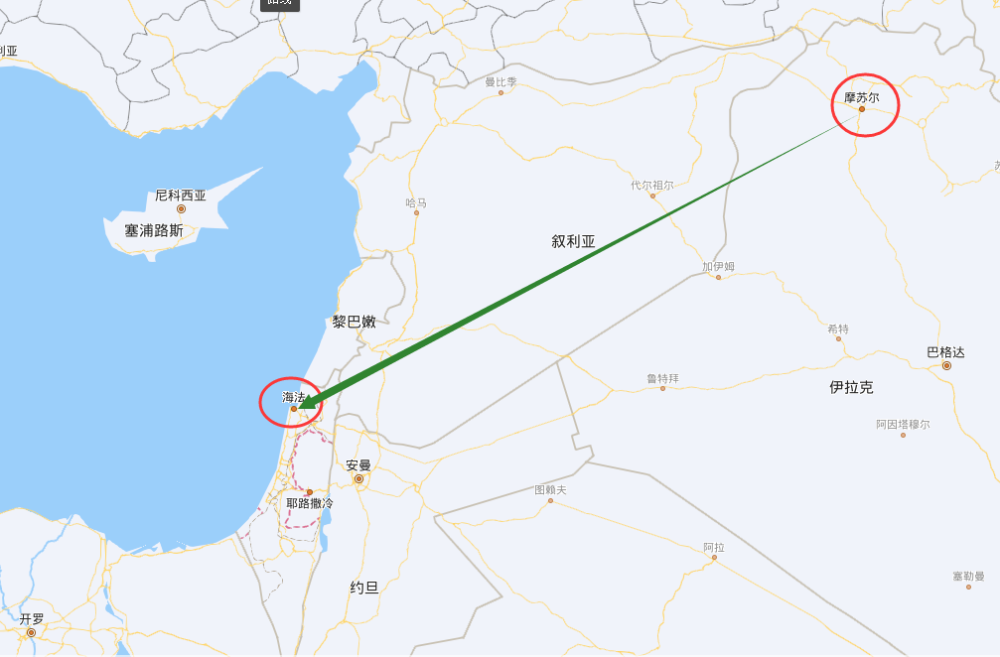 利亚
曼比季
摩苏尔
代尔祖尔
尼科西亚
哈马
塞浦路斯
叙利亚
加伊姆
黎巴嫩
希特
巴格达
鲁特拜
伊拉克
海法
阿因塔穆尔
安曼
图赖夫
耶路撒冷
阿拉
塞勒曼
约旦
开罗